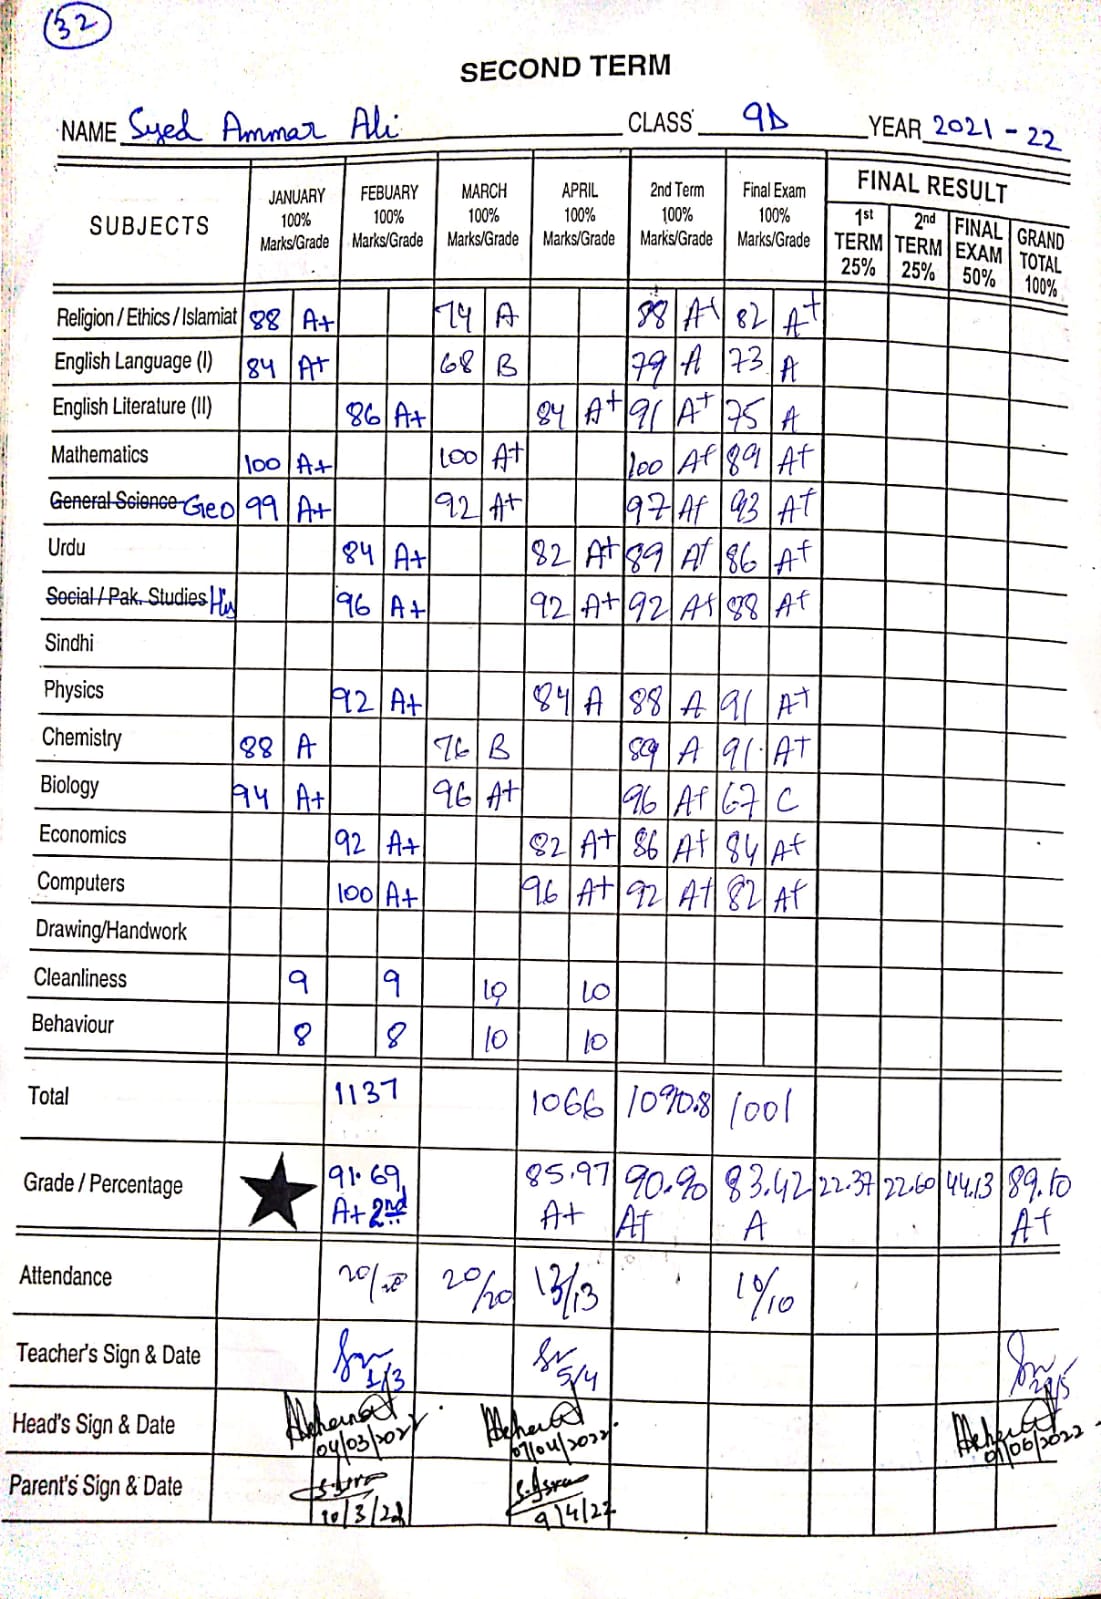 32
SECOND TERM
NAME Syed Ammar Ali CLASS 9D YEAR 2021-22
SUBJECTS JANUARY 100% Marks/Grade FEBUARY 100% Marks/Grade MARCH 100% Marks/Grade APRIL 100% Marks/Grade 2nd Term 100% Marks/Grade Final Exam 100% Marks/Grade FINAL RESULT 1st TERM 25% 2nd TERM 25% FINAL EXAM 50% GRAND TOTAL 100%
Religion / Ethics / Islamiat 88 A+ 74 A 88 A+ 82 A+
English Language (I) 84 A+ 68 B 79 A 73 A
English Literature (II) 86 A+ 84 A+ 91 A+ 75 A
Mathematics 100 A+ 100 A+ 100 A+ 89 A+
General Science Geo 99 A+ 92 A+ 97 A+ 93 A+
Urdu 84 A+ 82 A+ 89 A+ 86 A+
Social / Pak. Studies His 96 A+ 92 A+ 92 A+ 88 A+
Sindhi
Physics 92 A+ 84 A 88 A 91 A+
Chemistry 88 A 76 B 89 A 91 A+
Biology 94 A+ 96 A+ 96 A+ 67 C
Economics 92 A+ 82 A+ 86 A+ 84 A+
Computers 100 A+ 96 A+ 92 A+ 82 A+
Drawing/Handwork
Cleanliness 9 9 10 10
Behaviour 8 8 10 10
Total 1137 1066 1090.8 1001
Grade / Percentage 91.69 A+ 2nd 85.97 A+ 90.90 A+ 83.42 A 22.37 22.60 44.13 89.10 A+
Attendance 20/20 20/20 13/13 10/10
Teacher's Sign & Date 1/3 5/4
Head's Sign & Date 04/03/2022 07/04/2022 01/06/2022
Parent's Sign & Date 10/3/22 9/4/22